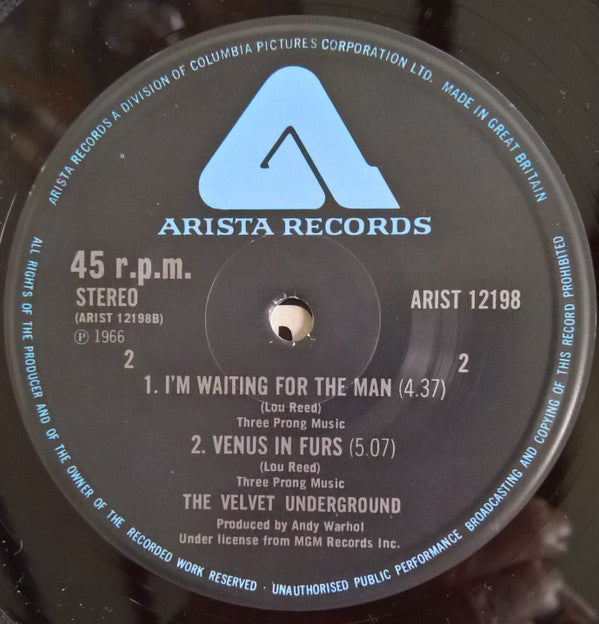 ARISTA RECORDS A DIVISION OF COLUMBIA PICTURES CORPORATION LTD. MADE IN GREAT BRITAIN
ARISTA RECORDS
45 r.p.m.
STEREO
(ARIST 12198B)
Ⓟ 1966
ARIST 12198
2
2
1. I'M WAITING FOR THE MAN (4.37)
(Lou Reed)
Three Prong Music
2. VENUS IN FURS (5.07)
(Lou Reed)
Three Prong Music
THE VELVET UNDERGROUND
Produced by Andy Warhol
Under license from MGM Records Inc.
ALL RIGHTS OF THE PRODUCER AND OF THE OWNER OF THE RECORDED WORK RESERVED · UNAUTHORISED PUBLIC PERFORMANCE BROADCASTING AND COPYING OF THIS RECORD PROHIBITED